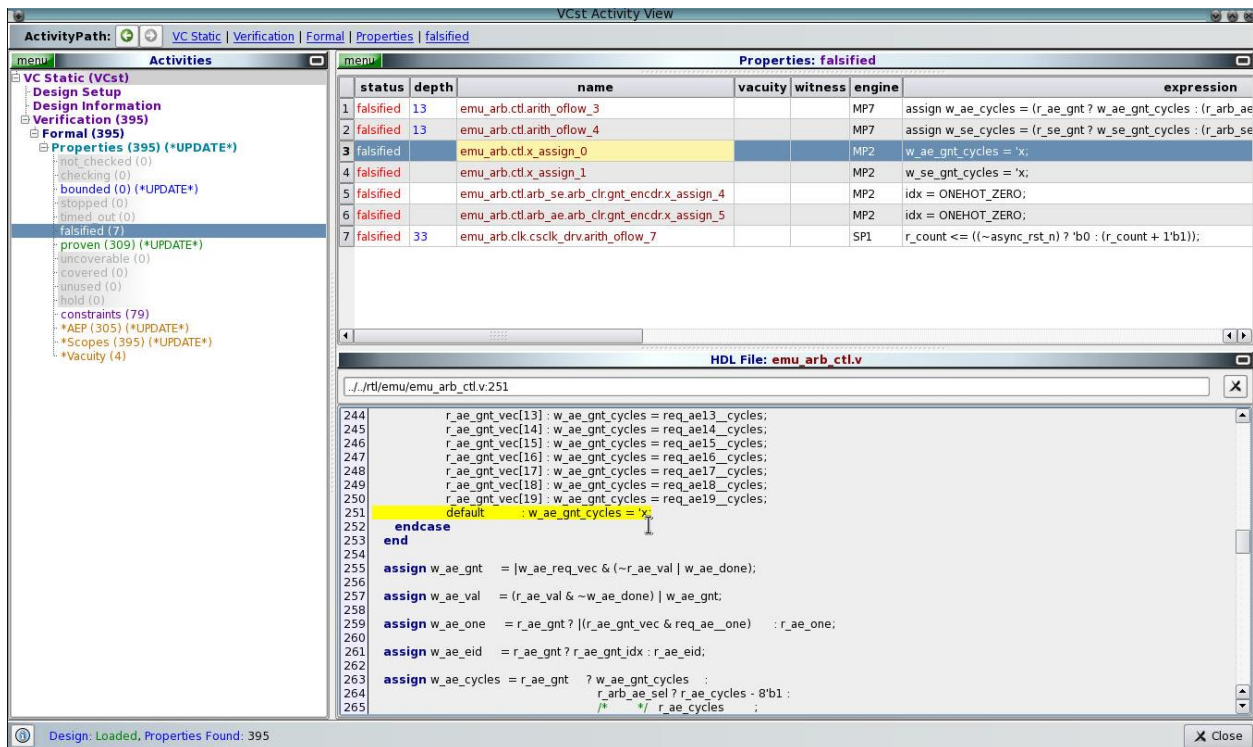 VCst Activity View
ActivityPath: VC Static | Verification | Formal | Properties | falsified
menu Activities
VC Static (VCst)
Design Setup
Design Information
Verification (395)
Formal (395)
Properties (395) (*UPDATE*)
not_checked (0)
checking (0)
bounded (0) (*UPDATE*)
stopped (0)
timed_out (0)
falsified (7)
proven (309) (*UPDATE*)
uncoverable (0)
covered (0)
unused (0)
hold (0)
constraints (79)
*AEP (305) (*UPDATE*)
*Scopes (395) (*UPDATE*)
*Vacuity (4)
menu Properties: falsified
status depth name vacuity witness engine expression
1 falsified 13 emu_arb.ctl.arith_oflow_3 MP7 assign w_ae_cycles = (r_ae_gnt ? w_ae_gnt_cycles : (r_arb_ae
2 falsified 13 emu_arb.ctl.arith_oflow_4 MP7 assign w_se_cycles = (r_se_gnt ? w_se_gnt_cycles : (r_arb_se
3 falsified emu_arb.ctl.x_assign_0 MP2 w_ae_gnt_cycles = 'x;
4 falsified emu_arb.ctl.x_assign_1 MP2 w_se_gnt_cycles = 'x;
5 falsified emu_arb.ctl.arb_se.arb_clr.gnt_encdr.x_assign_4 MP2 idx = ONEHOT_ZERO;
6 falsified emu_arb.ctl.arb_ae.arb_clr.gnt_encdr.x_assign_5 MP2 idx = ONEHOT_ZERO;
7 falsified 33 emu_arb.clk.csclk_drv.arith_oflow_7 SP1 r_count <= ((~async_rst_n) ? 'b0 : (r_count + 1'b1));
HDL File: emu_arb_ctl.v
../../rtl/emu/emu_arb_ctl.v:251
244 r_ae_gnt_vec[13] : w_ae_gnt_cycles = req_ae13__cycles;
245 r_ae_gnt_vec[14] : w_ae_gnt_cycles = req_ae14__cycles;
246 r_ae_gnt_vec[15] : w_ae_gnt_cycles = req_ae15__cycles;
247 r_ae_gnt_vec[16] : w_ae_gnt_cycles = req_ae16__cycles;
248 r_ae_gnt_vec[17] : w_ae_gnt_cycles = req_ae17__cycles;
249 r_ae_gnt_vec[18] : w_ae_gnt_cycles = req_ae18__cycles;
250 r_ae_gnt_vec[19] : w_ae_gnt_cycles = req_ae19__cycles;
251 default : w_ae_gnt_cycles = 'x;
252 endcase
253 end
254
255 assign w_ae_gnt = |w_ae_req_vec & (~r_ae_val | w_ae_done);
256
257 assign w_ae_val = (r_ae_val & ~w_ae_done) | w_ae_gnt;
258
259 assign w_ae_one = r_ae_gnt ? |(r_ae_gnt_vec & req_ae__one) : r_ae_one;
260
261 assign w_ae_eid = r_ae_gnt ? r_ae_gnt_idx : r_ae_eid;
262
263 assign w_ae_cycles = r_ae_gnt ? w_ae_gnt_cycles :
264 r_arb_ae_sel ? r_ae_cycles - 8'b1 :
265 /* */ r_ae_cycles ;
Design: Loaded, Properties Found: 395
Close